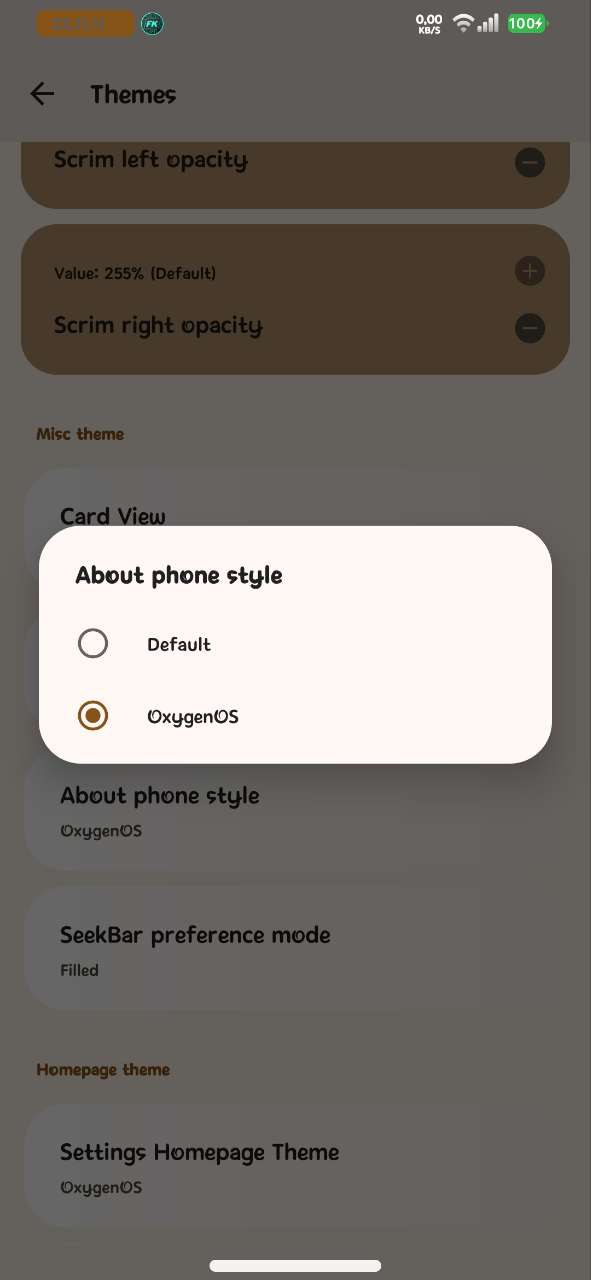 FK
0.00
KB/S
100
Themes
Scrim left opacity
Value: 255% (Default)
Scrim right opacity
Misc theme
Card View
About phone style
Default
OxygenOS
About phone style
OxygenOS
SeekBar preference mode
Filled
Homepage theme
Settings Homepage Theme
OxygenOS